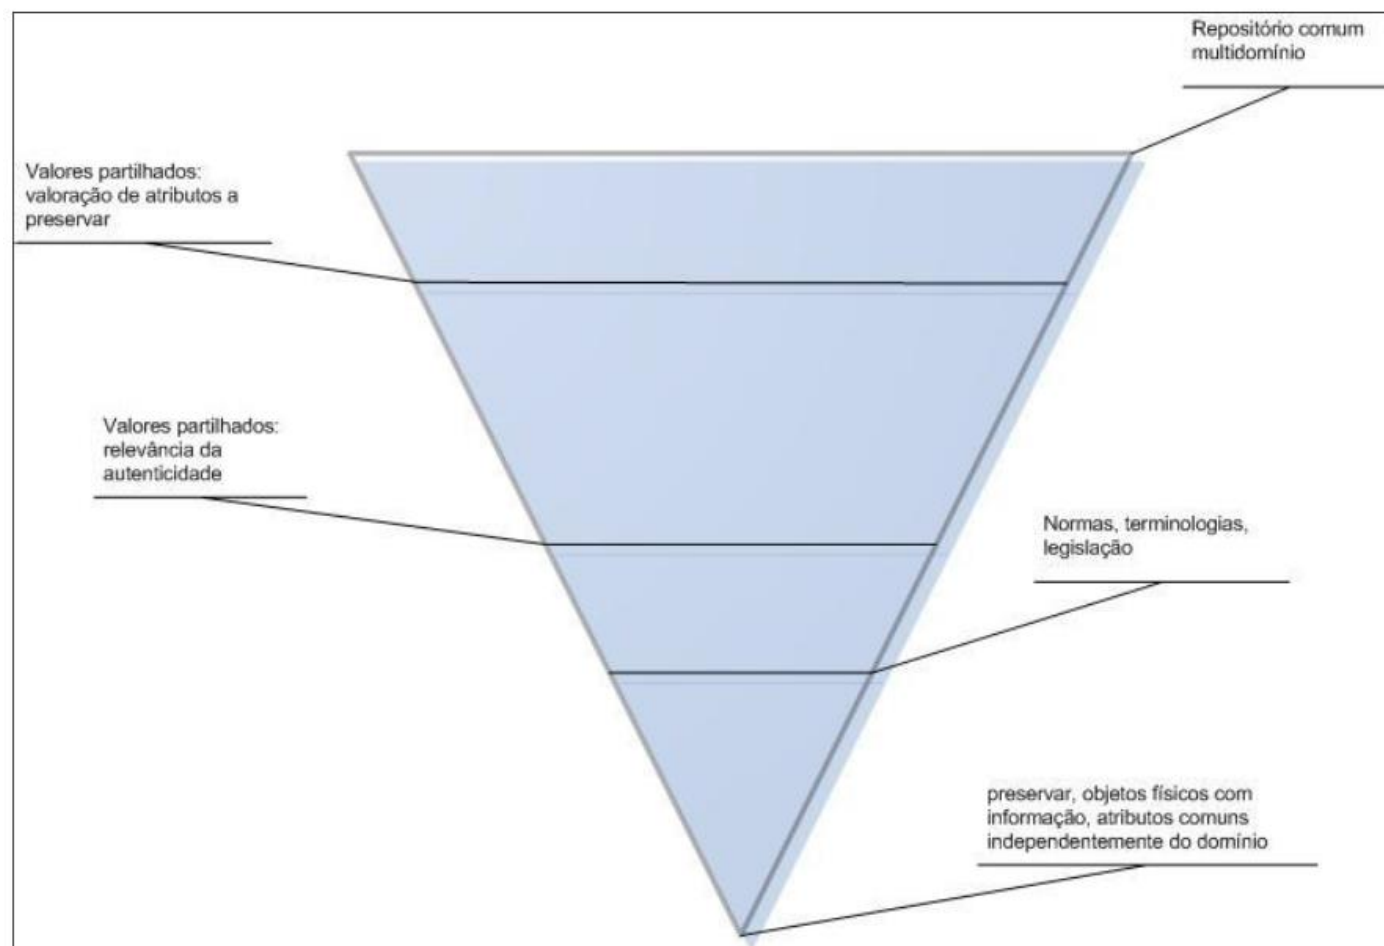 Repositório comum
multidomínio
Valores partilhados:
valoração de atributos a
preservar
Valores partilhados:
relevância da
autenticidade
Normas, terminologias,
legislação
preservar, objetos físicos com
informação, atributos comuns
independentemente do domínio